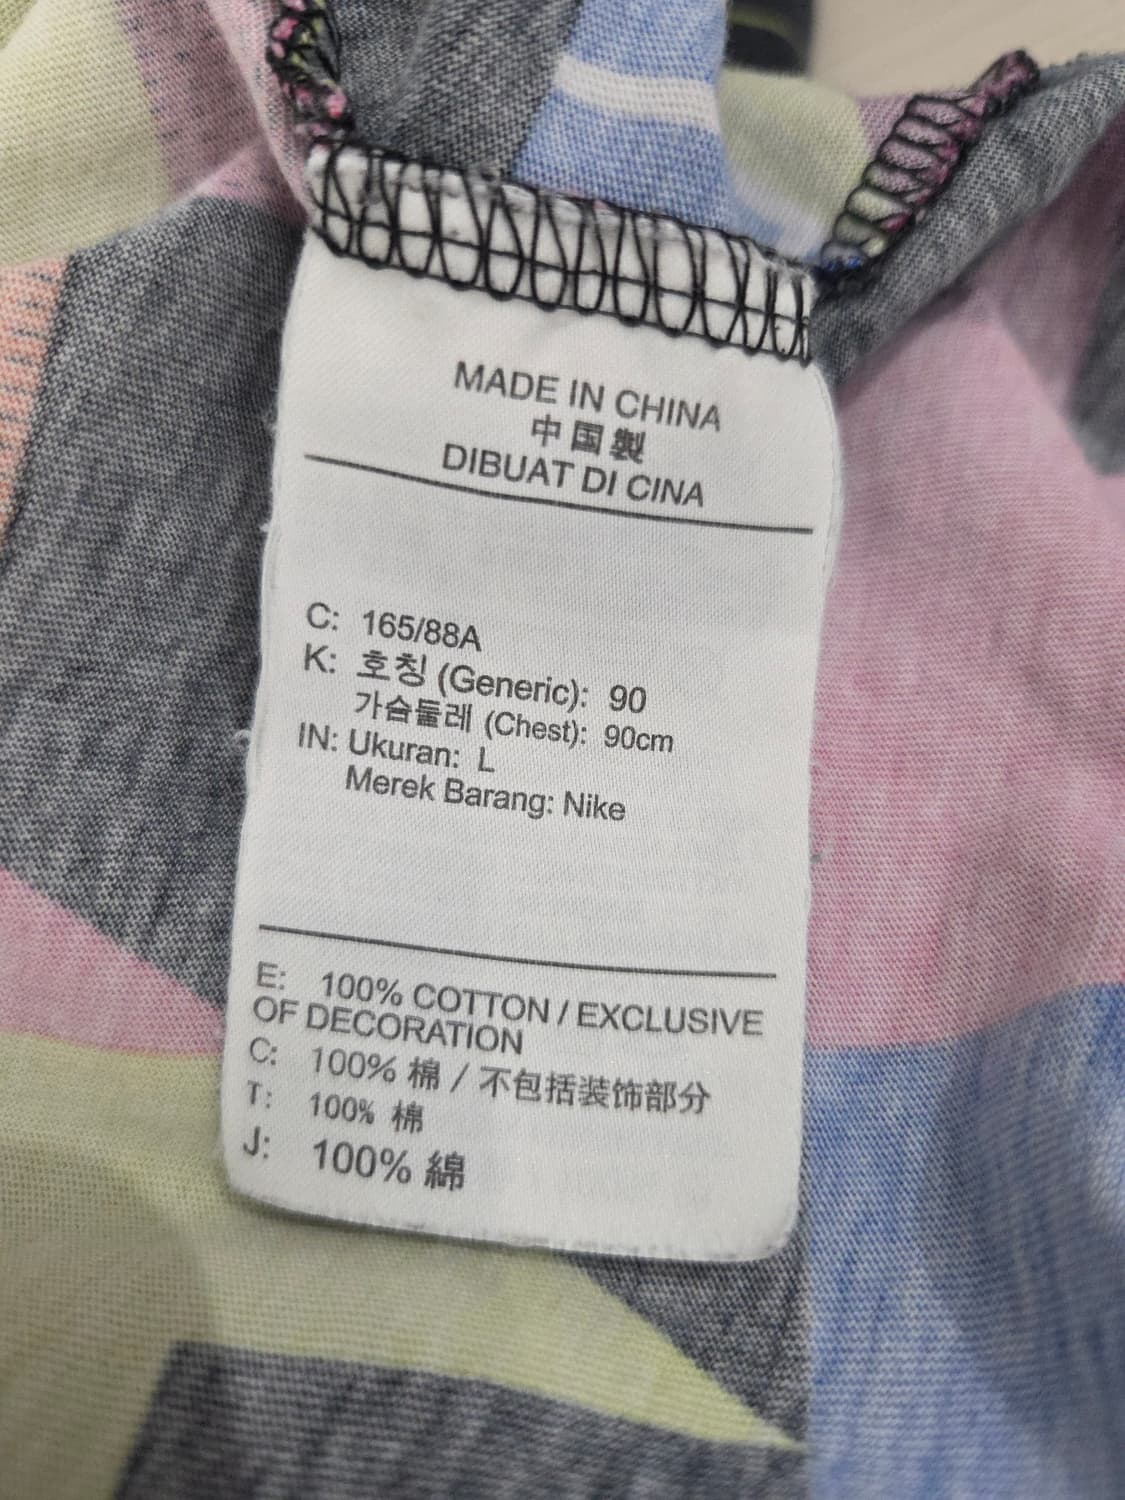 MADE IN CHINA
中国製
DIBUAT DI CINA
C: 165/88A
K: 호칭 (Generic): 90
가슴둘레 (Chest): 90cm
IN: Ukuran: L
Merek Barang: Nike
E: 100% COTTON / EXCLUSIVE
OF DECORATION
C: 100% 棉 / 不包括装饰部分
T: 100% 棉
J: 100% 綿